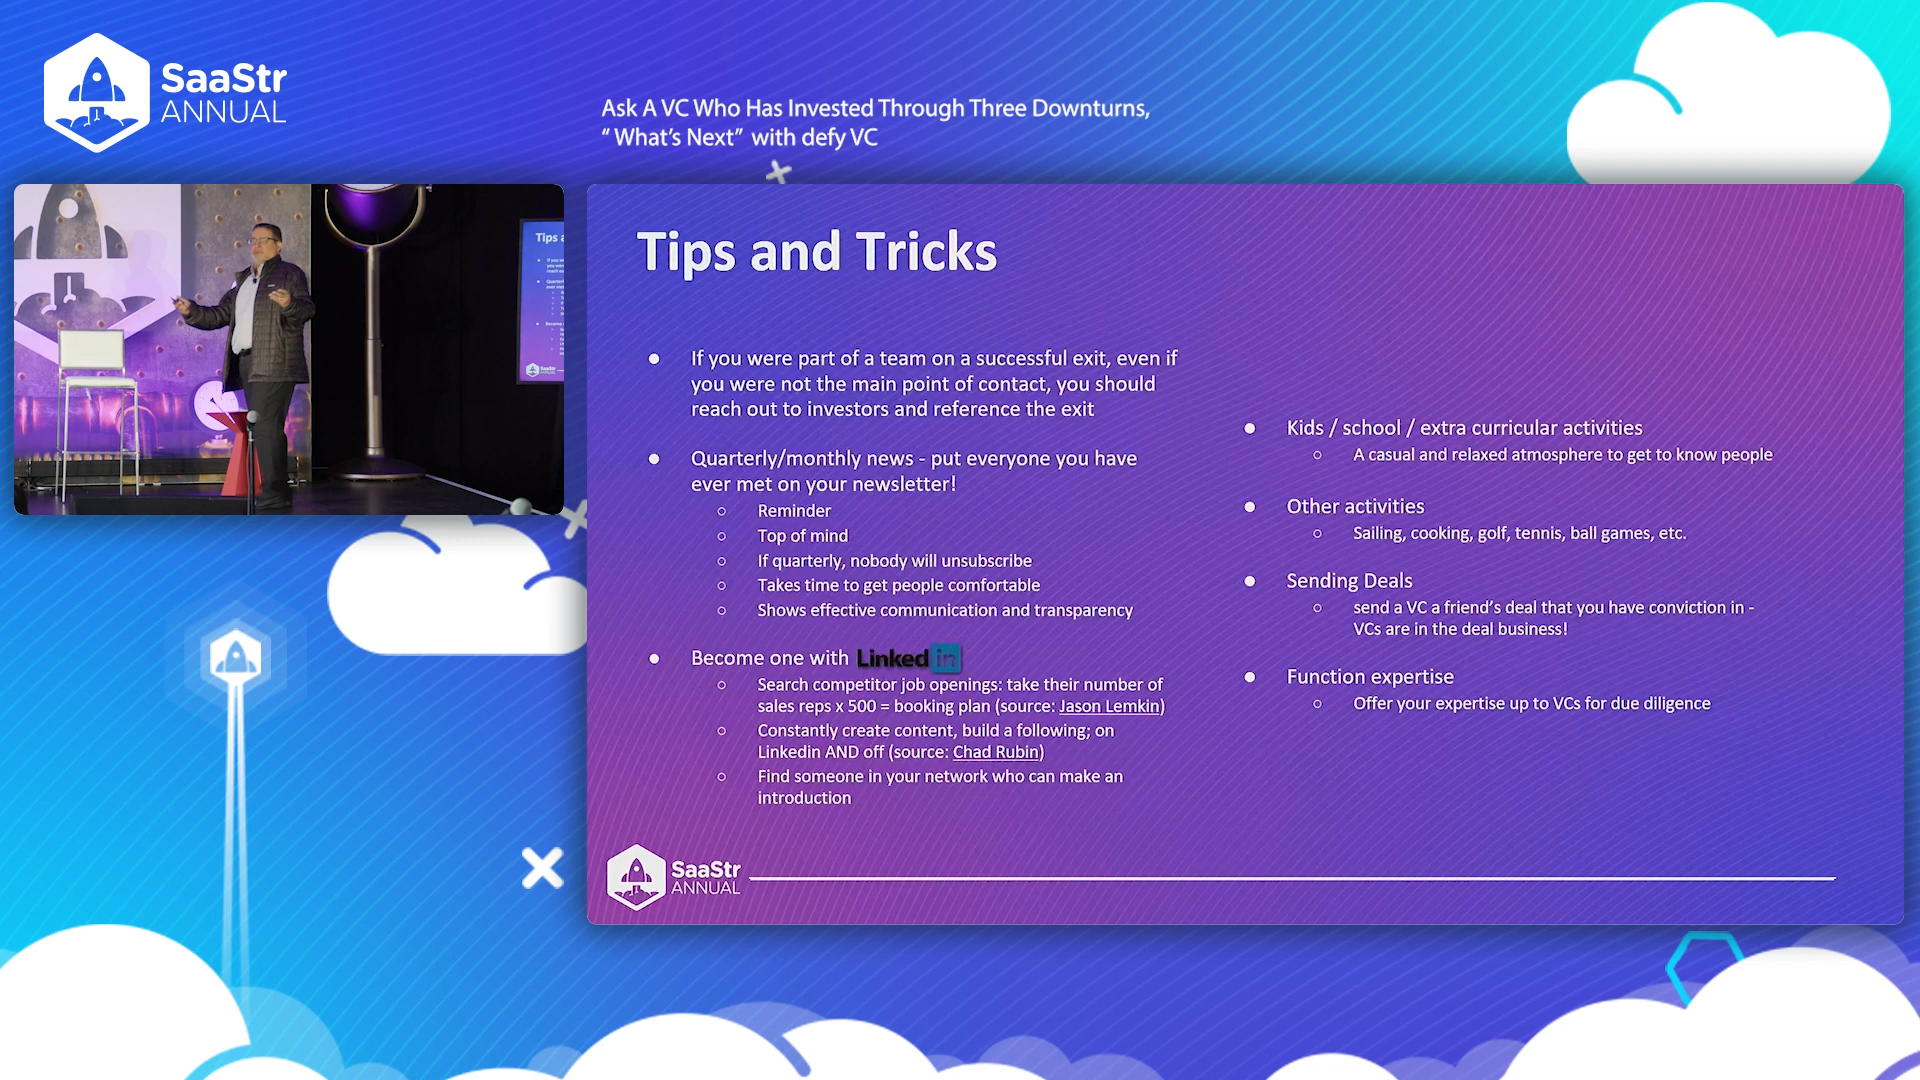 SaaStr
ANNUAL
Ask A VC Who Has Invested Through Three Downturns,
“ What’s Next” with defy VC
Tips and Tricks
If you were part of a team on a successful exit, even if
you were not the main point of contact, you should
reach out to investors and reference the exit
Quarterly/monthly news - put everyone you have
ever met on your newsletter!
Reminder
Top of mind
If quarterly, nobody will unsubscribe
Takes time to get people comfortable
Shows effective communication and transparency
Become one with Linkedin
Search competitor job openings: take their number of
sales reps x 500 = booking plan (source: Jason Lemkin)
Constantly create content, build a following; on
Linkedin AND off (source: Chad Rubin)
Find someone in your network who can make an
introduction
Kids / school / extra curricular activities
A casual and relaxed atmosphere to get to know people
Other activities
Sailing, cooking, golf, tennis, ball games, etc.
Sending Deals
send a VC a friend’s deal that you have conviction in -
VCs are in the deal business!
Function expertise
Offer your expertise up to VCs for due diligence
SaaStr
ANNUAL
Tips a